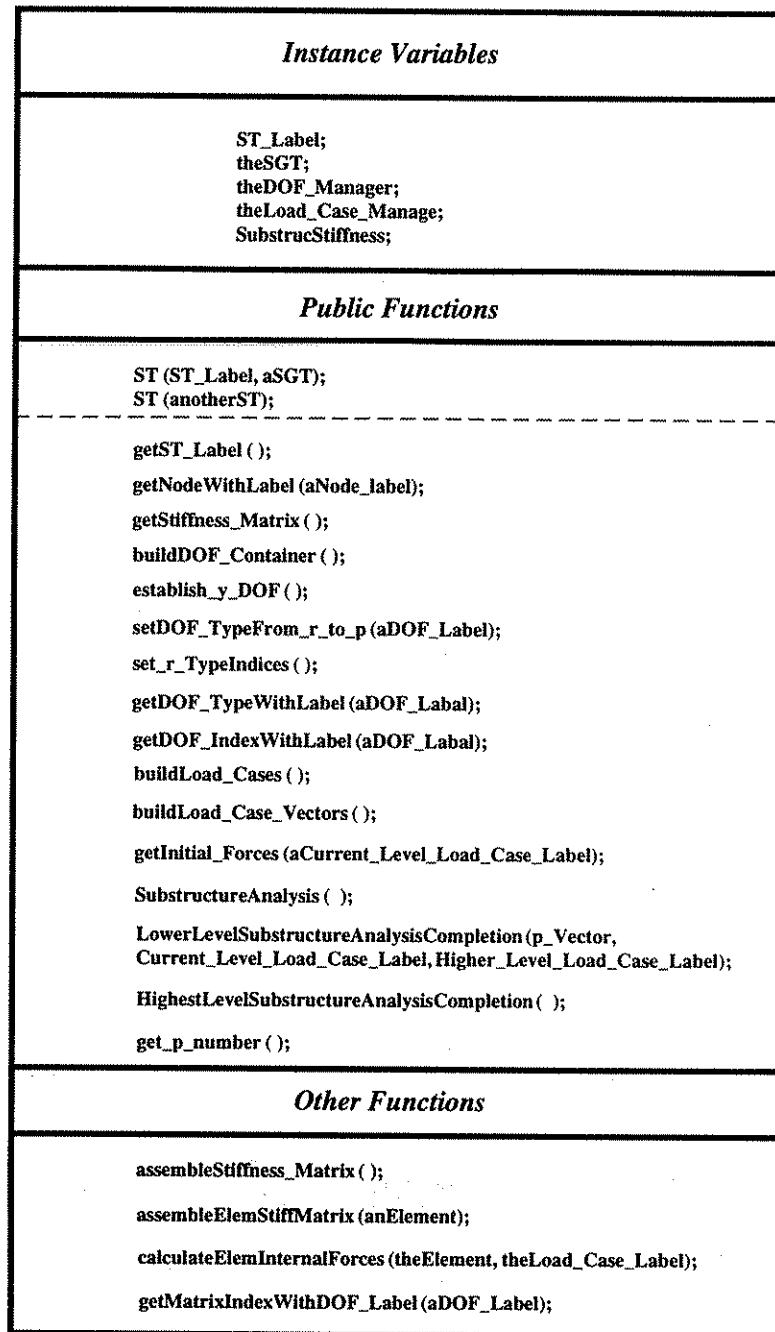 Instance Variables
ST_Label;
theSGT;
theDOF_Manager;
theLoad_Case_Manage;
SubstrucStiffness;
Public Functions
ST (ST_Label, aSGT);
ST (anotherST);
getST_Label ( );
getNodeWithLabel (aNode_label);
getStiffness_Matrix ( );
buildDOF_Container ( );
establish_y_DOF ( );
setDOF_TypeFrom_r_to_p (aDOF_Label);
set_r_TypeIndices ( );
getDOF_TypeWithLabel (aDOF_Labal);
getDOF_IndexWithLabel (aDOF_Labal);
buildLoad_Cases ( );
buildLoad_Case_Vectors ( );
getInitial_Forces (aCurrent_Level_Load_Case_Label);
SubstructureAnalysis ( );
LowerLevelSubstructureAnalysisCompletion (p_Vector,
Current_Level_Load_Case_Label, Higher_Level_Load_Case_Label);
HighestLevelSubstructureAnalysisCompletion ( );
get_p_number ( );
Other Functions
assembleStiffness_Matrix ( );
assembleElemStiffMatrix (anElement);
calculateElemInternalForces (theElement, theLoad_Case_Label);
getMatrixIndexWithDOF_Label (aDOF_Label);